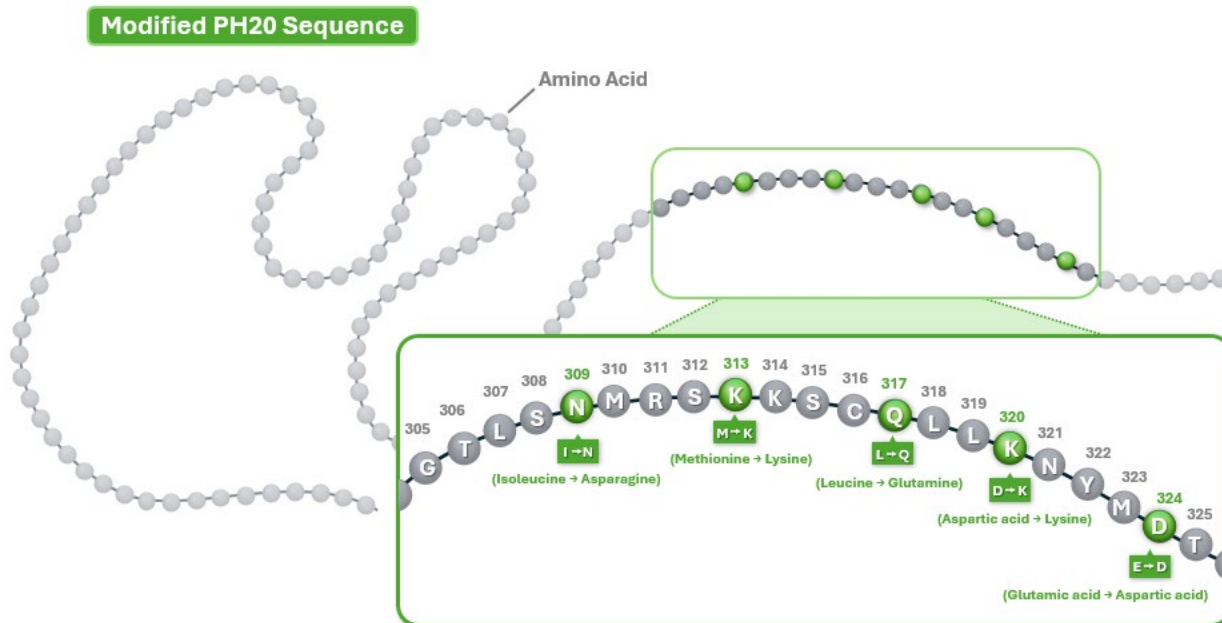 Modified PH20 Sequence
Amino Acid
305 306 307 308 309 310 311 312 313 314 315 316 317 318 319 320 321 322 323 324 325
G T L S N M R S K K S C Q L L K N Y M D T
I→N
(Isoleucine → Asparagine)
M→K
(Methionine → Lysine)
L→Q
(Leucine → Glutamine)
D→K
(Aspartic acid → Lysine)
E→D
(Glutamic acid → Aspartic acid)